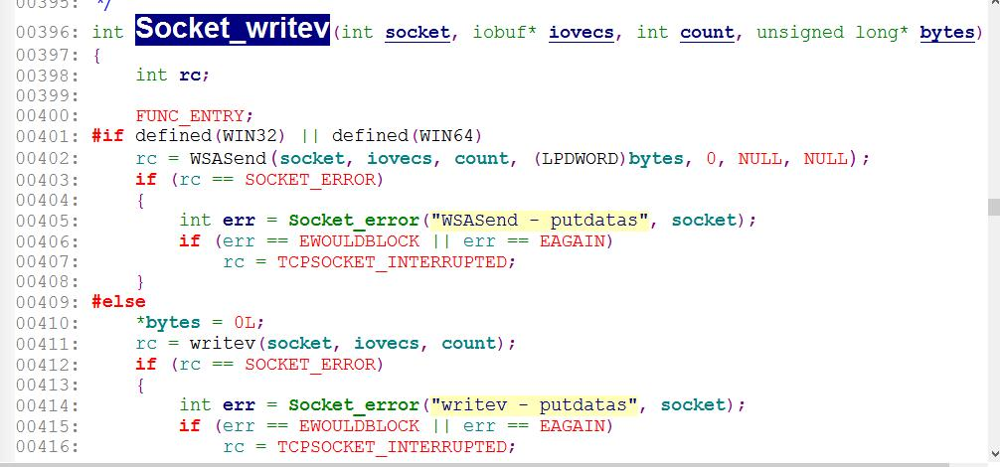 00395: */
00396: int Socket_writev(int socket, iobuf* iovecs, int count, unsigned long* bytes)
00397: {
00398: int rc;
00399:
00400: FUNC_ENTRY;
00401: #if defined(WIN32) || defined(WIN64)
00402: rc = WSASend(socket, iovecs, count, (LPDWORD)bytes, 0, NULL, NULL);
00403: if (rc == SOCKET_ERROR)
00404: {
00405: int err = Socket_error("WSASend - putdatas", socket);
00406: if (err == EWOULDBLOCK || err == EAGAIN)
00407: rc = TCPSOCKET_INTERRUPTED;
00408: }
00409: #else
00410: *bytes = 0L;
00411: rc = writev(socket, iovecs, count);
00412: if (rc == SOCKET_ERROR)
00413: {
00414: int err = Socket_error("writev - putdatas", socket);
00415: if (err == EWOULDBLOCK || err == EAGAIN)
00416: rc = TCPSOCKET_INTERRUPTED;